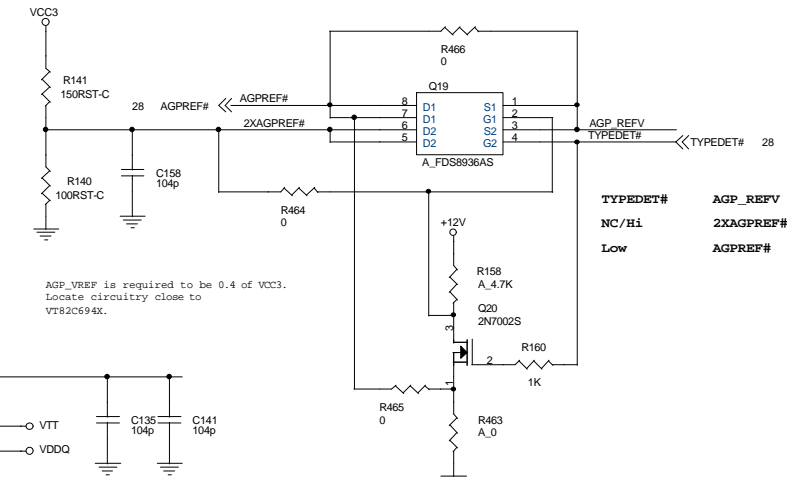 VCC3
R141
150RST-C
28 AGPREF# AGPREF#
2XAGPREF#
R140
100RST-C
C158
104p
R466
0
Q19
8 D1 S1 1
7 D1 G1 2
6 D2 S2 3
5 D2 G2 4
A_FDS8936AS
AGP_REFV
TYPEDET#
TYPEDET# 28
R464
0
TYPEDET# AGP_REFV
NC/Hi 2XAGPREF#
Low AGPREF#
+12V
R158
A_4.7K
Q20
2N7002S
3
2
1
R160
1K
AGP_VREF is required to be 0.4 of VCC3.
Locate circuitry close to
VT82C694X.
R465
0
R463
A_0
VTT
VDDQ
C135
104p
C141
104p